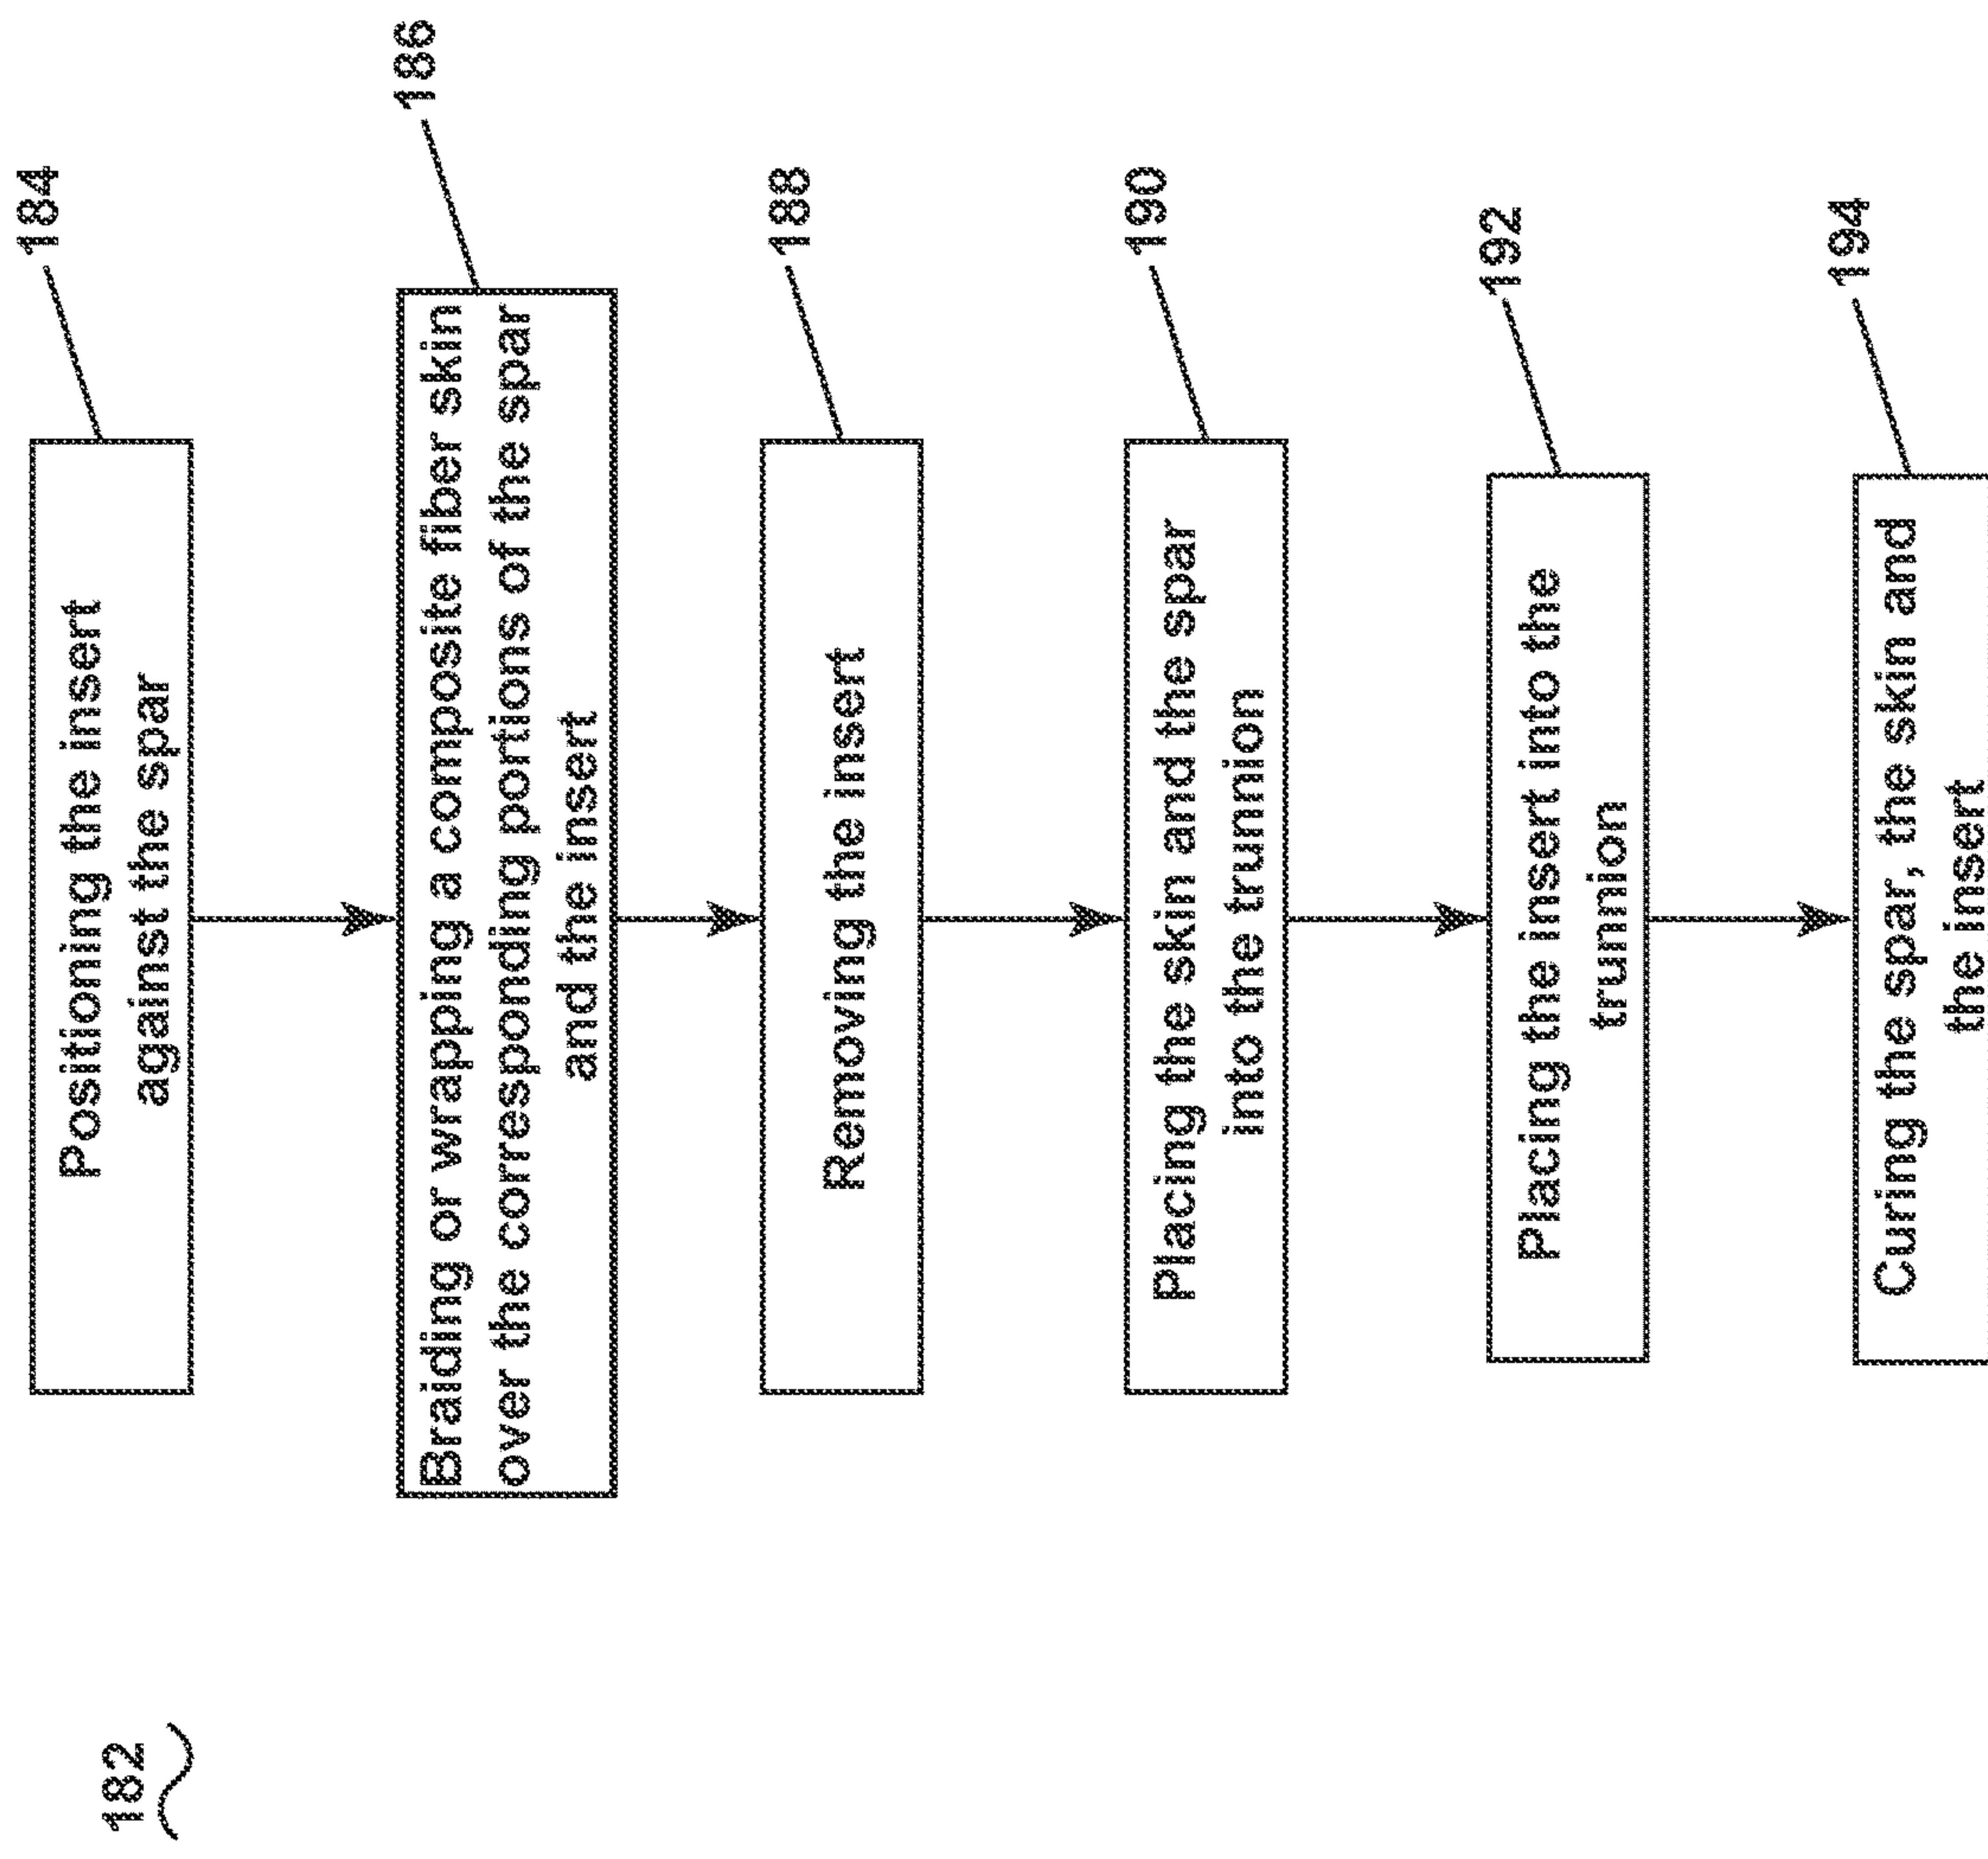 182
184
Positioning the insert
against the spar
186
Braiding or wrapping a composite fiber skin
over the corresponding portions of the spar
and the insert
188
Removing the insert
190
Placing the skin and the spar
into the trunnion
192
Placing the insert into the
trunnion
194
Curing the spar, the skin and
the insert